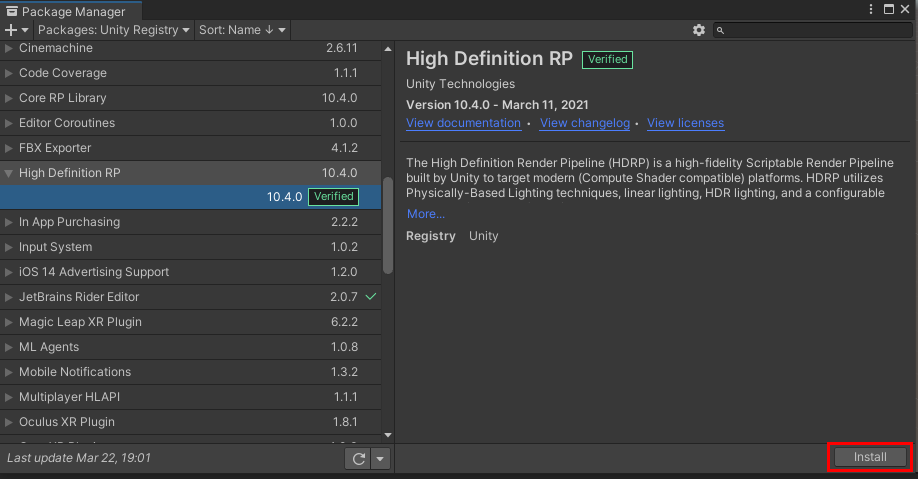 Package Manager
Packages: Unity Registry
Sort: Name ↓
Cinemachine 2.6.11
Code Coverage 1.1.1
Core RP Library 10.4.0
Editor Coroutines 1.0.0
FBX Exporter 4.1.2
High Definition RP 10.4.0
10.4.0 Verified
In App Purchasing 2.2.2
Input System 1.0.2
iOS 14 Advertising Support 1.2.0
JetBrains Rider Editor 2.0.7
Magic Leap XR Plugin 6.2.2
ML Agents 1.0.8
Mobile Notifications 1.3.2
Multiplayer HLAPI 1.1.1
Oculus XR Plugin 1.8.1
Last update Mar 22, 19:01
High Definition RP Verified
Unity Technologies
Version 10.4.0 - March 11, 2021
View documentation • View changelog • View licenses
The High Definition Render Pipeline (HDRP) is a high-fidelity Scriptable Render Pipeline
built by Unity to target modern (Compute Shader compatible) platforms. HDRP utilizes
Physically-Based Lighting techniques, linear lighting, HDR lighting, and a configurable
More...
Registry Unity
Install